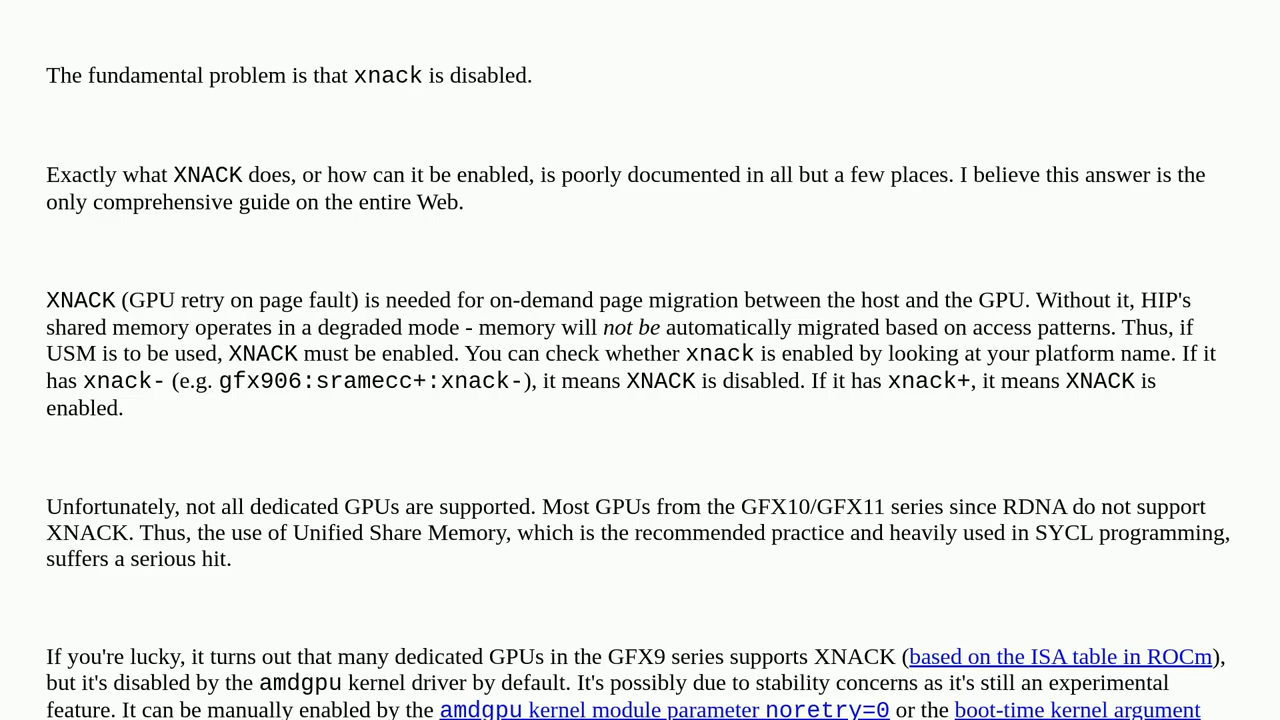 The fundamental problem is that xnack is disabled.
Exactly what XNACK does, or how can it be enabled, is poorly documented in all but a few places. I believe this answer is the
only comprehensive guide on the entire Web.
XNACK (GPU retry on page fault) is needed for on-demand page migration between the host and the GPU. Without it, HIP's
shared memory operates in a degraded mode - memory will not be automatically migrated based on access patterns. Thus, if
USM is to be used, XNACK must be enabled. You can check whether xnack is enabled by looking at your platform name. If it
has xnack- (e.g. gfx906:sramecc+:xnack-), it means XNACK is disabled. If it has xnack+, it means XNACK is
enabled.
Unfortunately, not all dedicated GPUs are supported. Most GPUs from the GFX10/GFX11 series since RDNA do not support
XNACK. Thus, the use of Unified Share Memory, which is the recommended practice and heavily used in SYCL programming,
suffers a serious hit.
If you're lucky, it turns out that many dedicated GPUs in the GFX9 series supports XNACK (based on the ISA table in ROCm),
but it's disabled by the amdgpu kernel driver by default. It's possibly due to stability concerns as it's still an experimental
feature. It can be manually enabled by the amdgpu kernel module parameter noretry=0 or the boot-time kernel argument